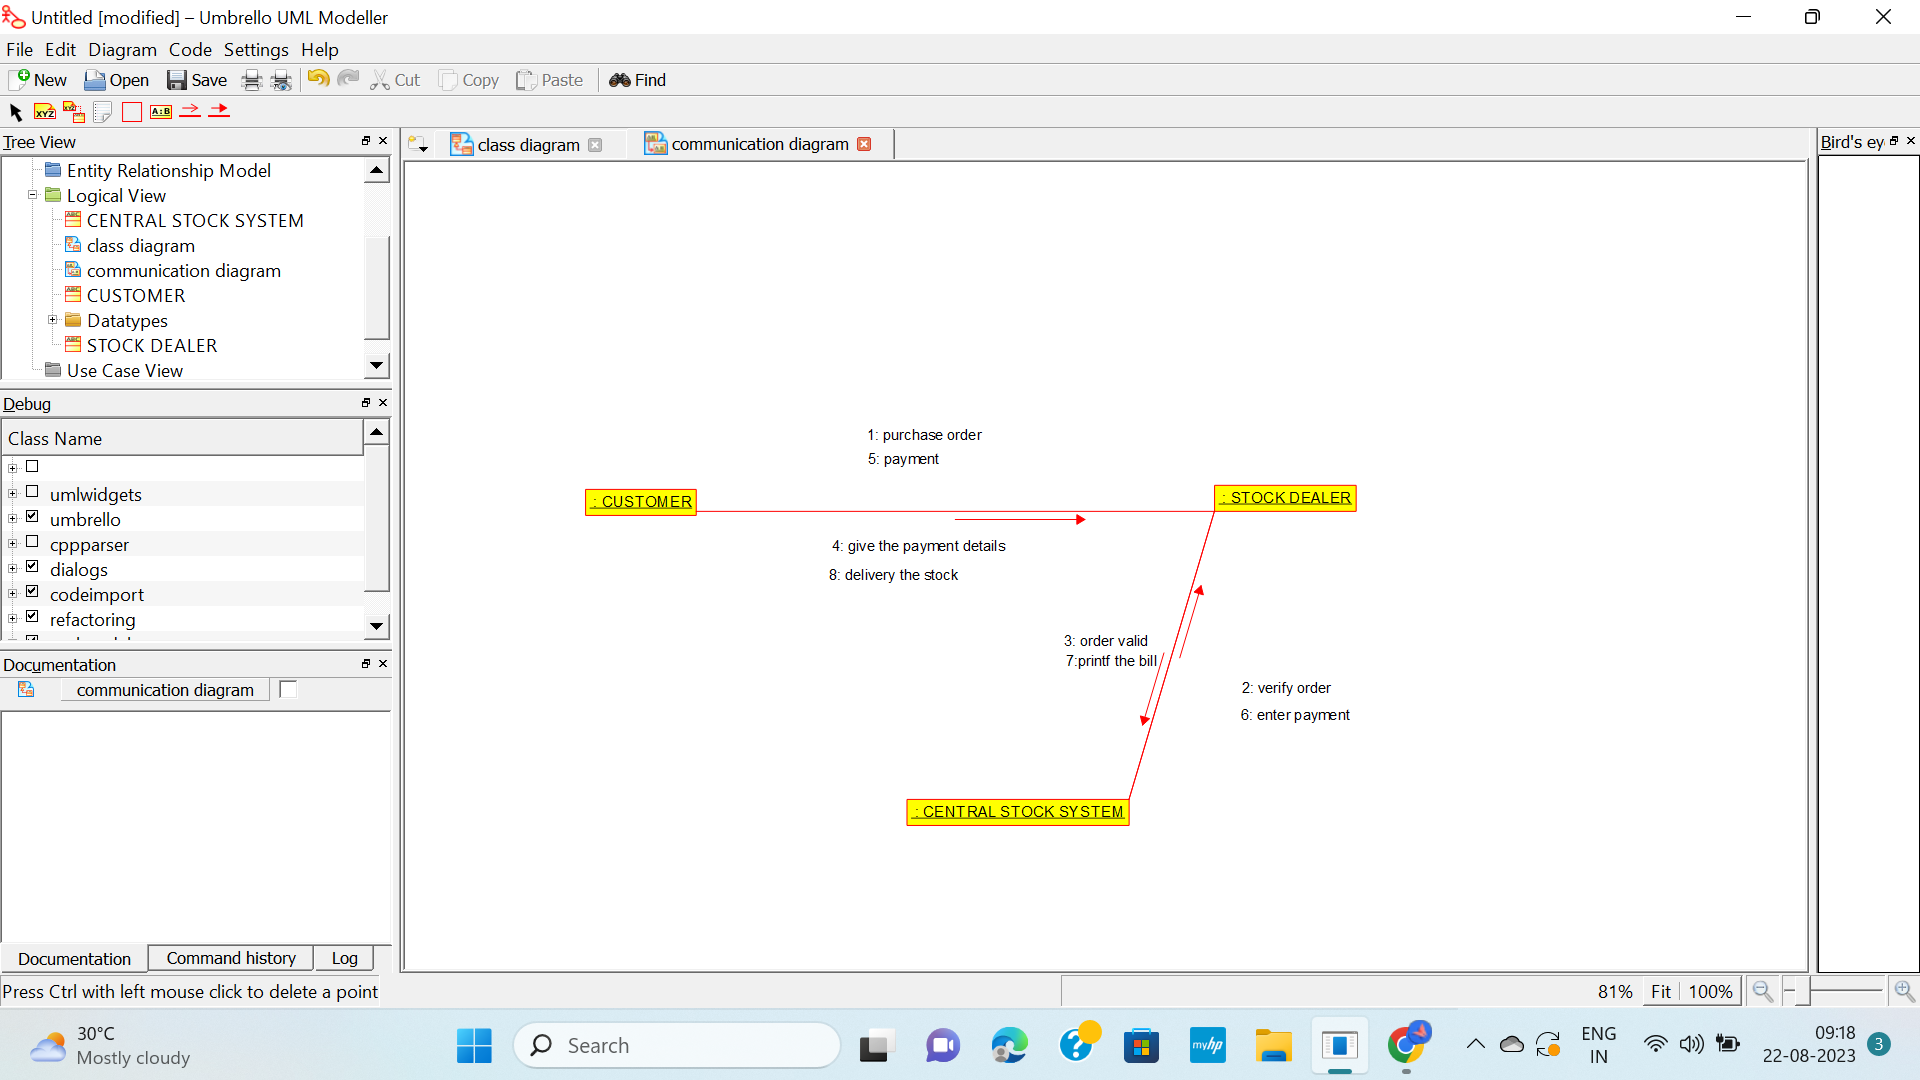 Untitled [modified] – Umbrello UML Modeller
File Edit Diagram Code Settings Help
New Open Save Cut Copy Paste Find
XYZ XYZ A:B
Tree View
class diagram
communication diagram
Bird's ey
Entity Relationship Model
Logical View
CENTRAL STOCK SYSTEM
class diagram
communication diagram
CUSTOMER
Datatypes
STOCK DEALER
Use Case View
Debug
Class Name
umlwidgets
umbrello
cppparser
dialogs
codeimport
refactoring
Documentation
communication diagram
1: purchase order
5: payment
: CUSTOMER
: STOCK DEALER
4: give the payment details
8: delivery the stock
3: order valid
7:printf the bill
2: verify order
6: enter payment
: CENTRAL STOCK SYSTEM
Documentation Command history Log
Press Ctrl with left mouse click to delete a point
81% Fit 100%
30°C
Mostly cloudy
Search
myhp
ENG
IN
09:18
22-08-2023
3